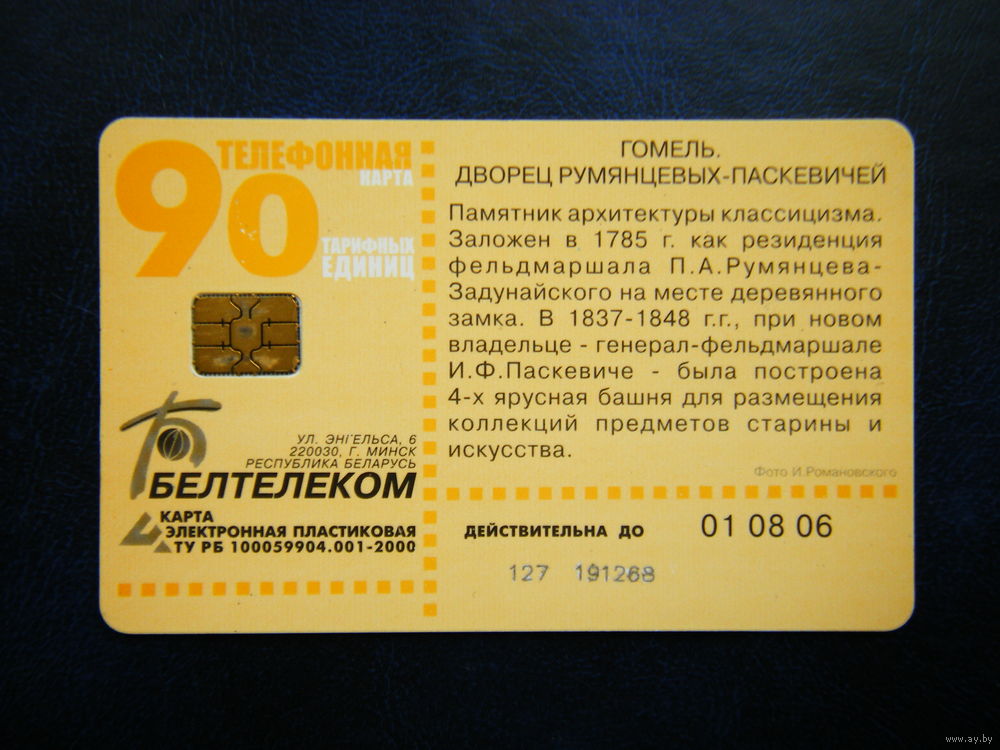 90
ТЕЛЕФОННАЯ
КАРТА
ТАРИФНЫХ
ЕДИНИЦ
УЛ. ЭНГЕЛЬСА, 6
220030, Г. МИНСК
РЕСПУБЛИКА БЕЛАРУСЬ
БЕЛТЕЛЕКОМ
КАРТА
ЭЛЕКТРОННАЯ ПЛАСТИКОВАЯ
ТУ РБ 100059904.001-2000
ГОМЕЛЬ.
ДВОРЕЦ РУМЯНЦЕВЫХ-ПАСКЕВИЧЕЙ
Памятник архитектуры классицизма.
Заложен в 1785 г. как резиденция
фельдмаршала П.А.Румянцева-
Задунайского на месте деревянного
замка. В 1837-1848 г.г., при новом
владельце - генерал-фельдмаршале
И.Ф.Паскевиче - была построена
4-х ярусная башня для размещения
коллекций предметов старины и
искусства.
Фото И.Романовского
ДЕЙСТВИТЕЛЬНА ДО 01 08 06
127 191268
www.ay.by